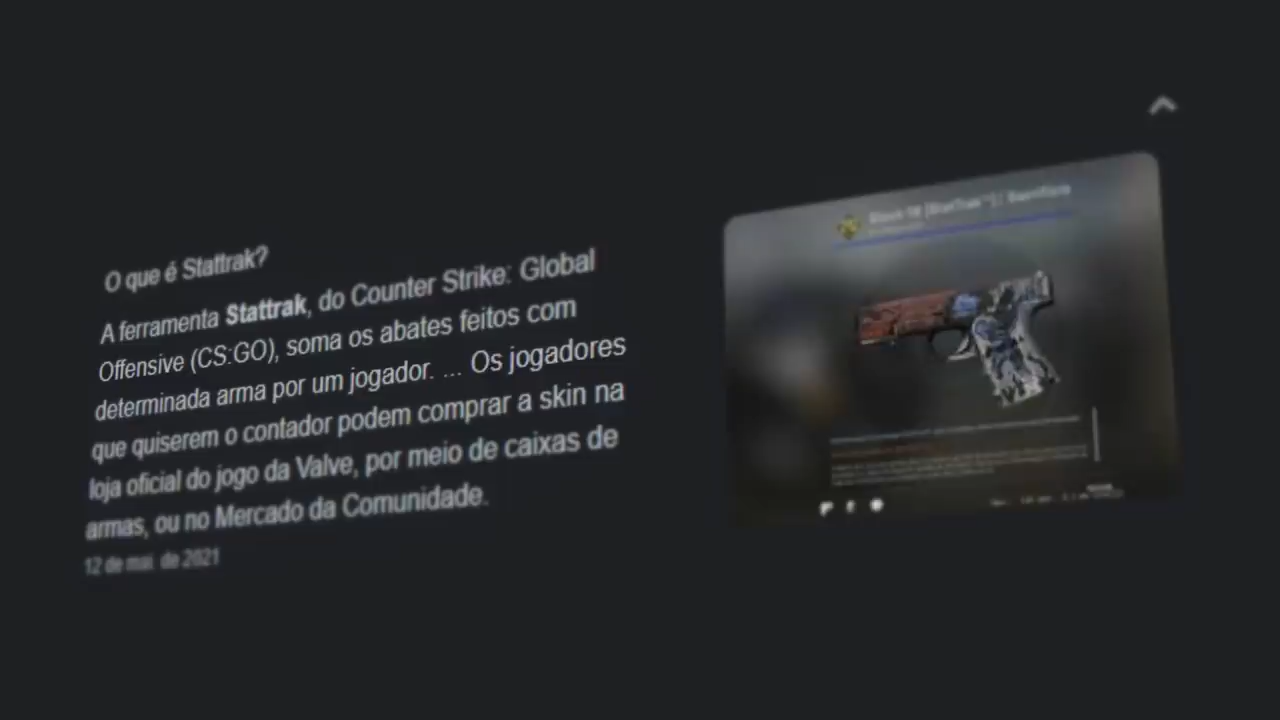 O que é Stattrak?
A ferramenta Stattrak, do Counter Strike: Global
Offensive (CS:GO), soma os abates feitos com
determinada arma por um jogador. ... Os jogadores
que quiserem o contador podem comprar a skin na
loja oficial do jogo da Valve, por meio de caixas de
armas, ou no Mercado da Comunidade.
12 de mai. de 2021